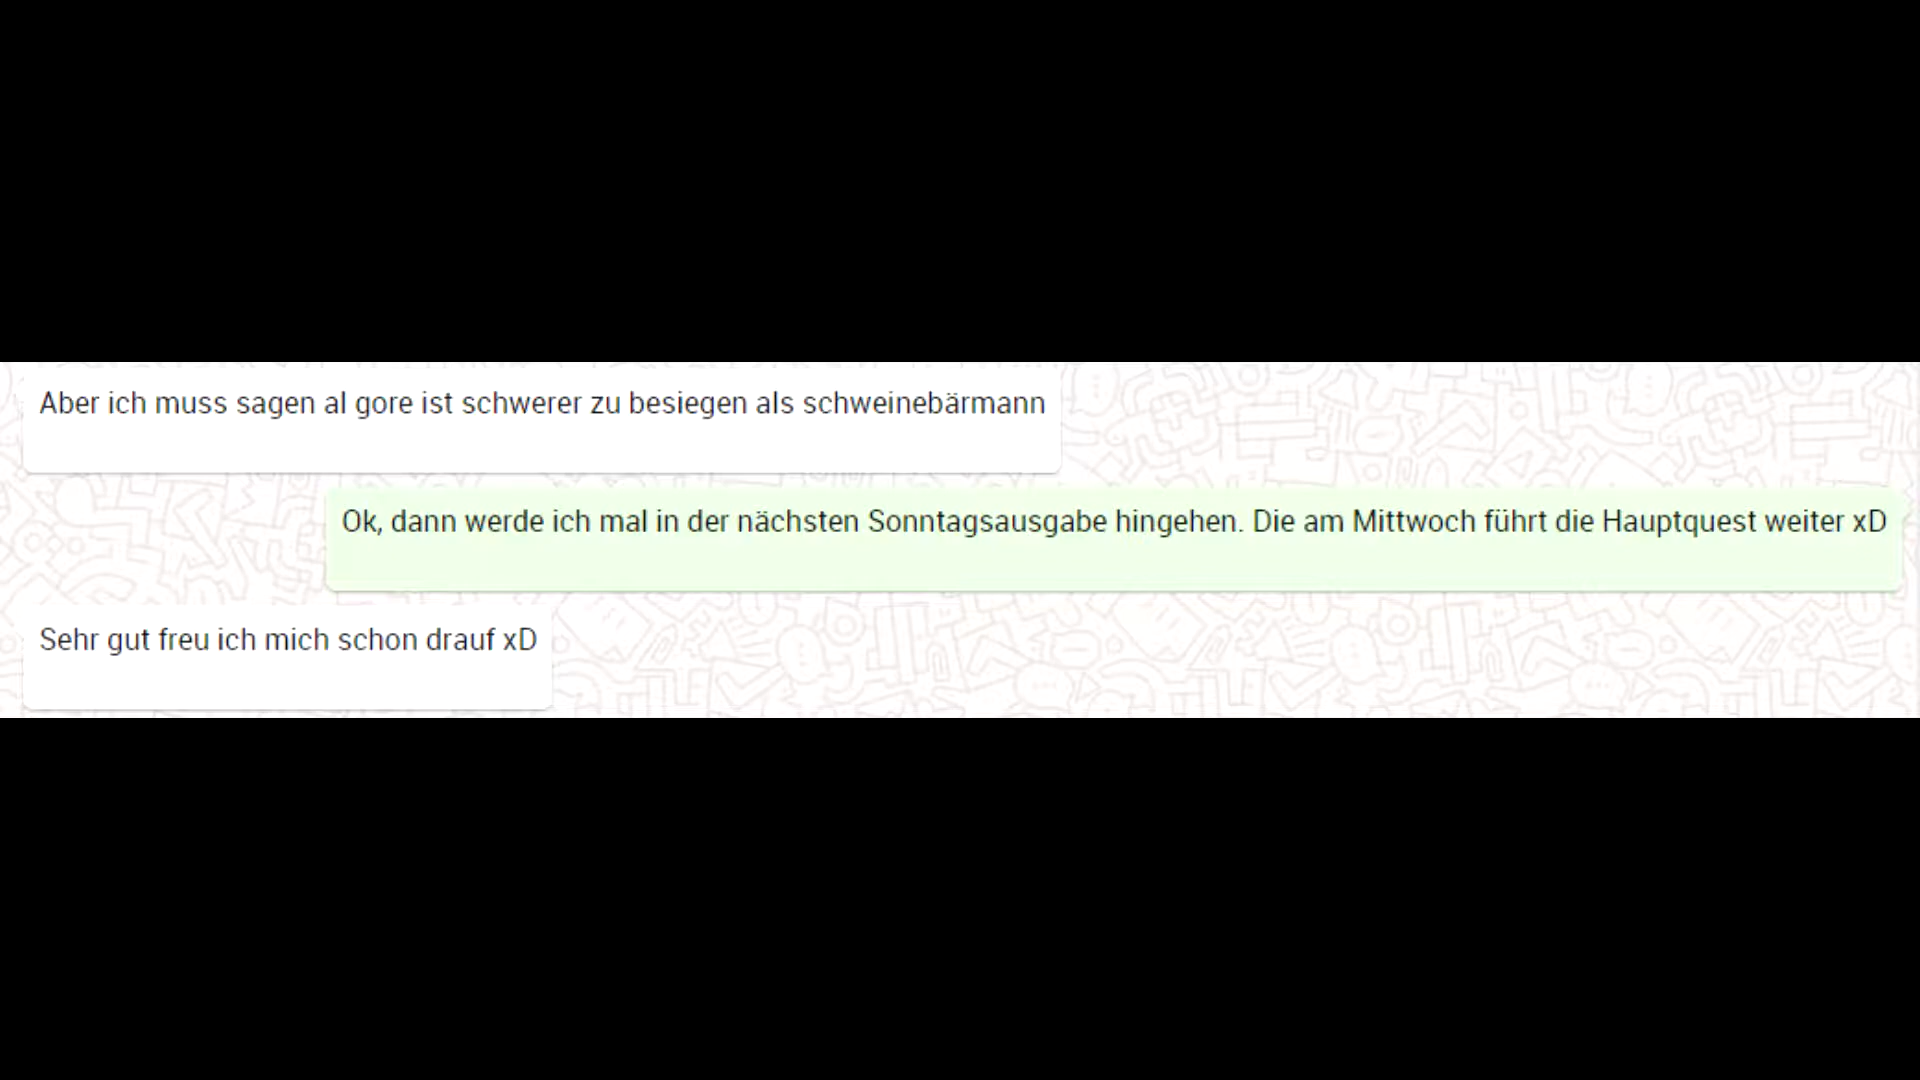 Aber ich muss sagen al gore ist schwerer zu besiegen als schweinebärmann
Ok, dann werde ich mal in der nächsten Sonntagsausgabe hingehen. Die am Mittwoch führt die Hauptquest weiter xD
Sehr gut freu ich mich schon drauf xD